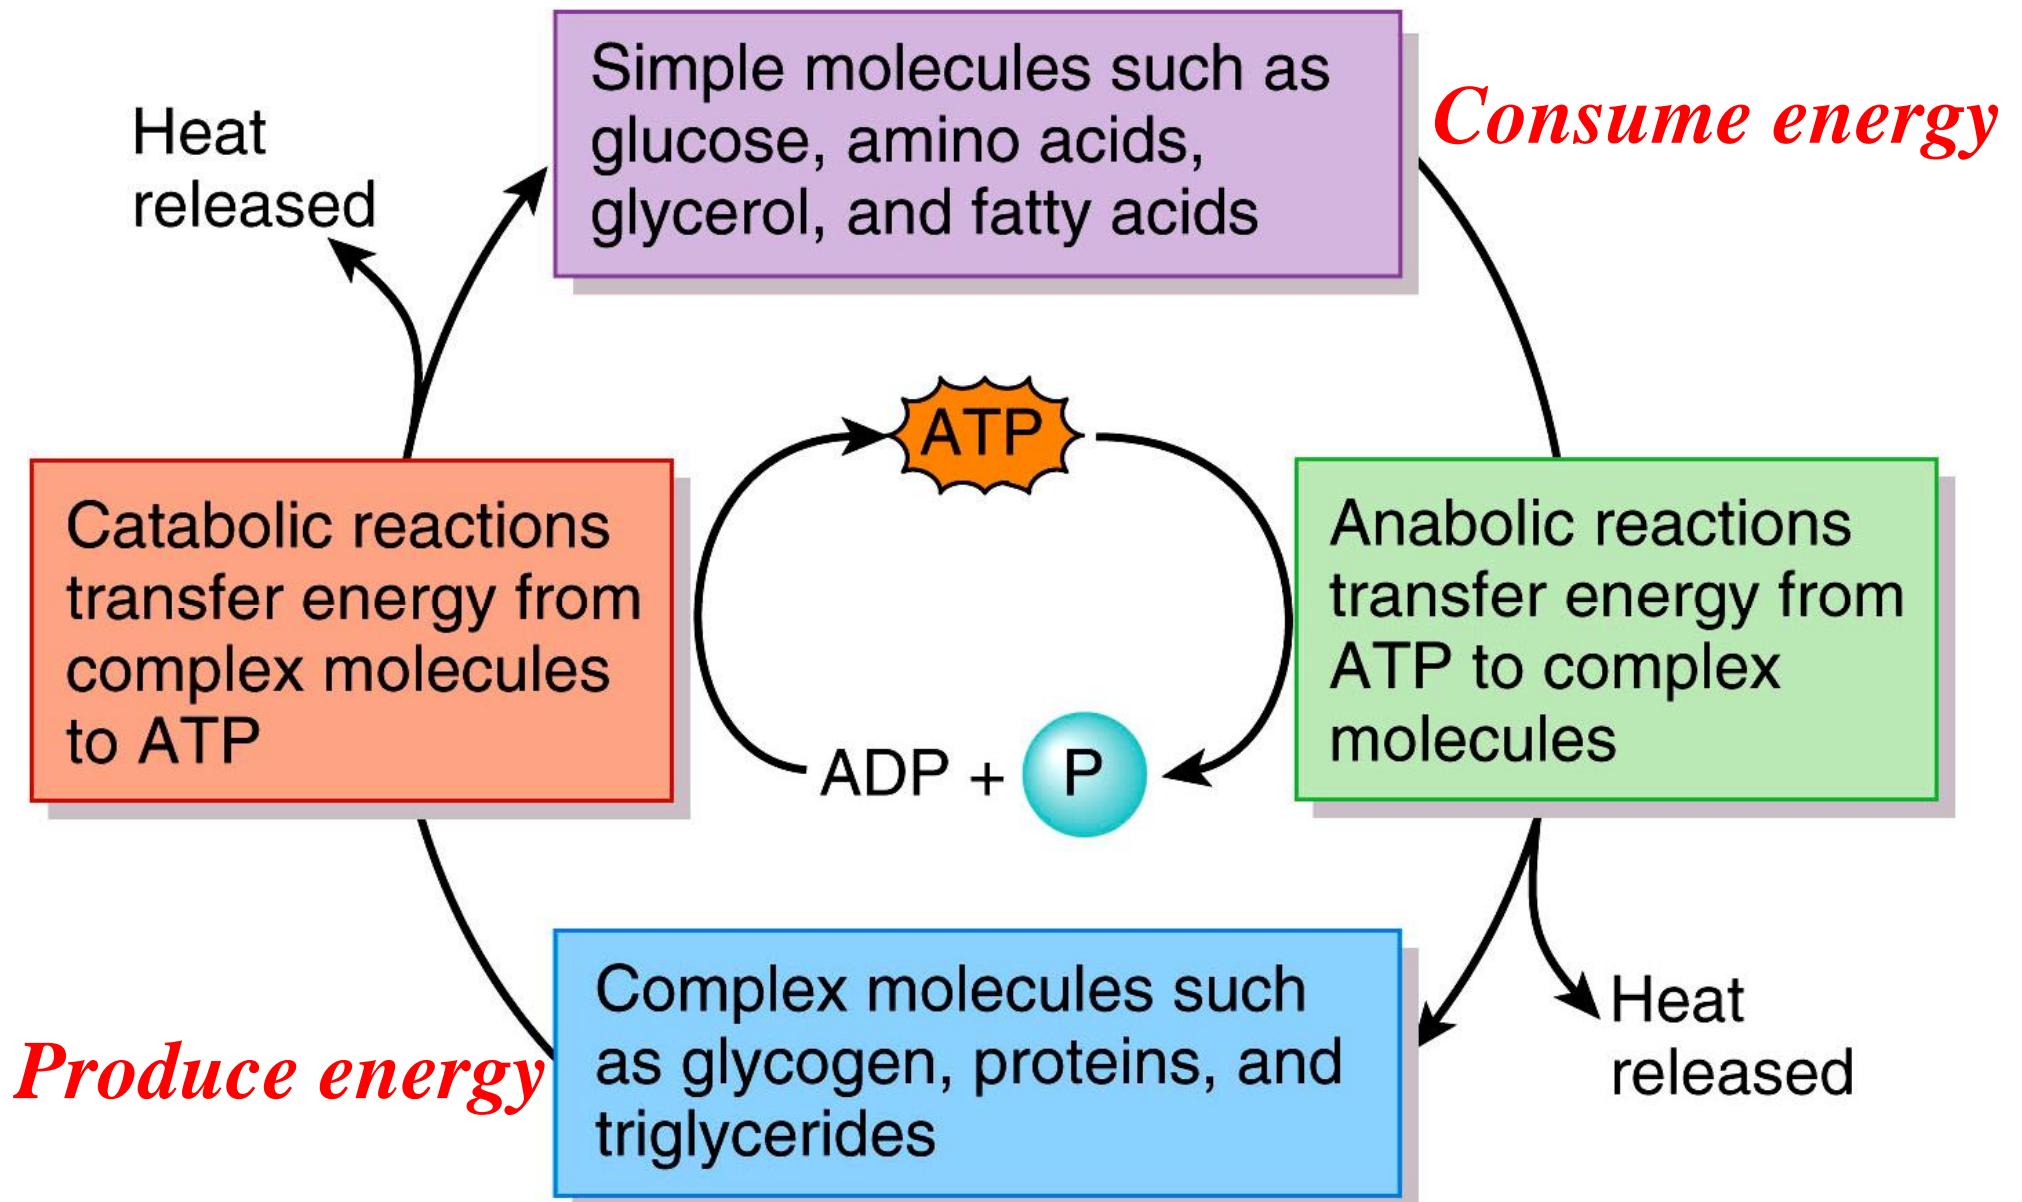 Simple molecules such as
glucose, amino acids,
glycerol, and fatty acids
Consume energy
Heat
released
ATP
Catabolic reactions
transfer energy from
complex molecules
to ATP
Anabolic reactions
transfer energy from
ATP to complex
molecules
ADP + P
Complex molecules such
as glycogen, proteins, and
triglycerides
Produce energy
Heat
released